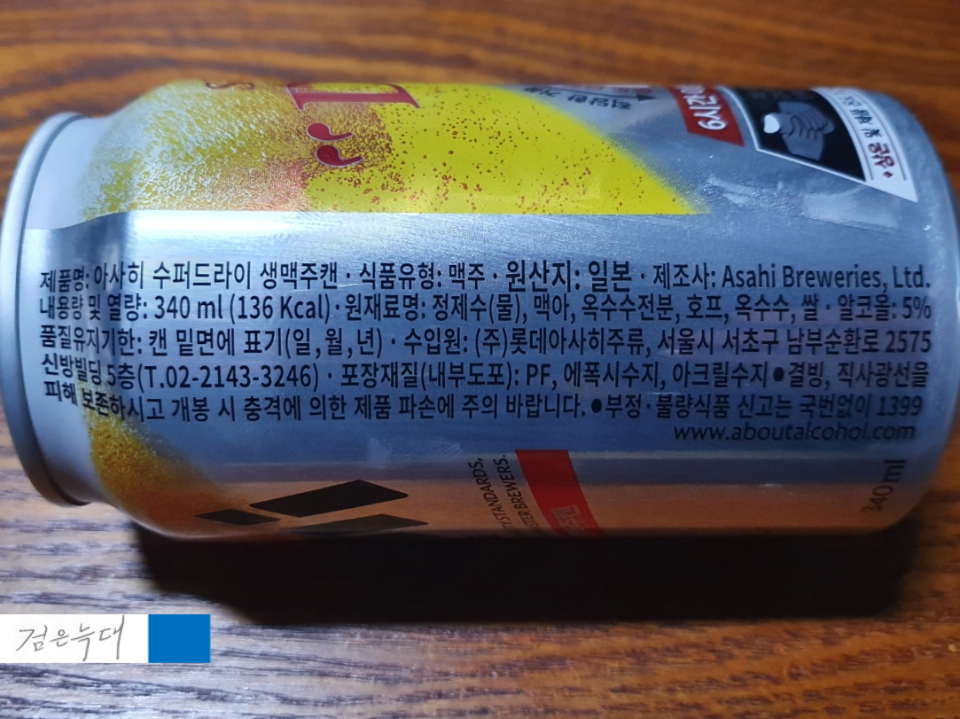 제품명: 아사히 수퍼드라이 생맥주캔 · 식품유형: 맥주 · 원산지: 일본 · 제조사: Asahi Breweries, Ltd.
내용량 및 열량: 340 ml (136 Kcal) · 원재료명: 정제수(물), 맥아, 옥수수전분, 호프, 옥수수, 쌀 · 알코올: 5%
품질유지기한: 캔 밑면에 표기(일, 월, 년) · 수입원: (주)롯데아사히주류, 서울시 서초구 남부순환로 2575
신방빌딩 5층(T.02-2143-3246) · 포장재질(내부도포): PF, 에폭시수지, 아크릴수지 ●결빙, 직사광선을
피해 보존하시고 개봉 시 충격에 의한 제품 파손에 주의 바랍니다. ●부정·불량식품 신고는 국번없이 1399
www.aboutalcohol.com
STANDARDS,
BREWERS.
340 ml
검은늑대